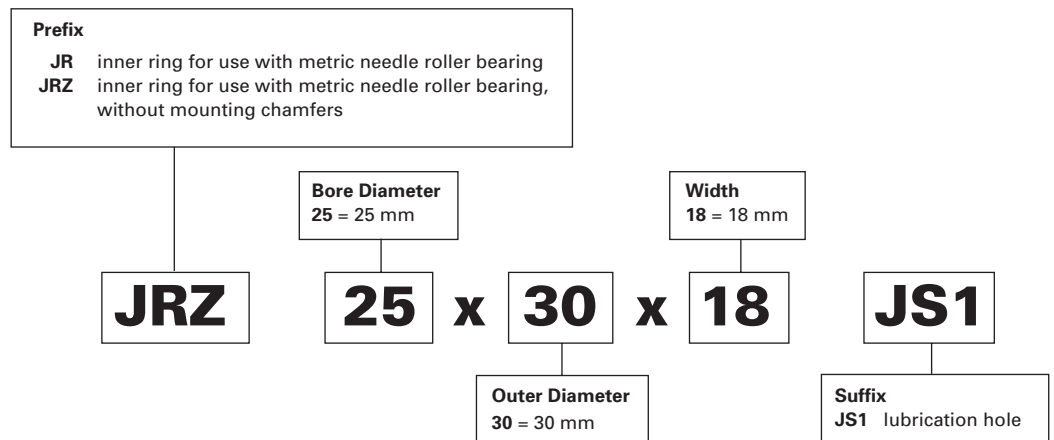 Prefix
JR inner ring for use with metric needle roller bearing
JRZ inner ring for use with metric needle roller bearing,
without mounting chamfers
Bore Diameter
25 = 25 mm
Width
18 = 18 mm
JRZ 25 x 30 x 18 JS1
Outer Diameter
30 = 30 mm
Suffix
JS1 lubrication hole